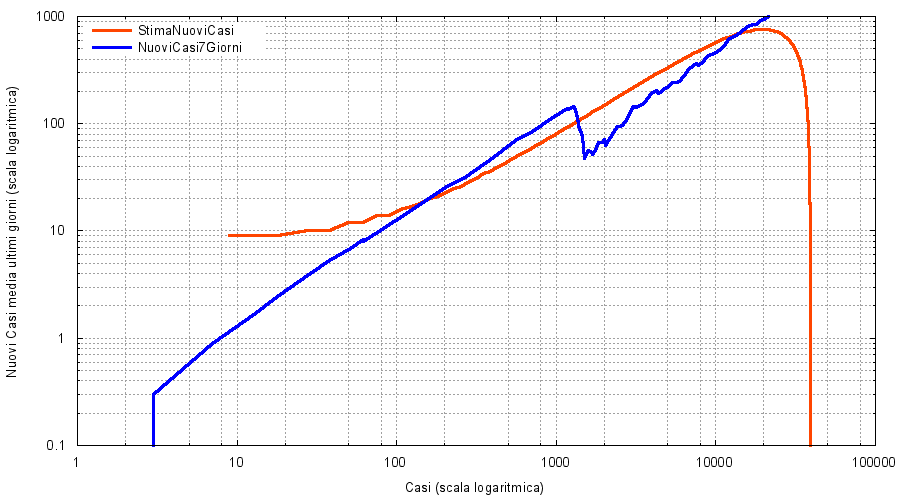 1000
StimaNuoviCasi
NuoviCasi7Giorni
100
10
1
0.1
Nuovi Casi media ultimi giorni (scala logaritmica)
1 10 100 1000 10000 100000
Casi (scala logaritmica)